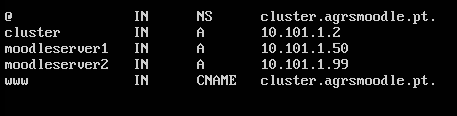 @ IN NS cluster.agrsmoodle.pt.
cluster IN A 10.101.1.2
moodleserver1 IN A 10.101.1.50
moodleserver2 IN A 10.101.1.99
www IN CNAME cluster.agrsmoodle.pt.